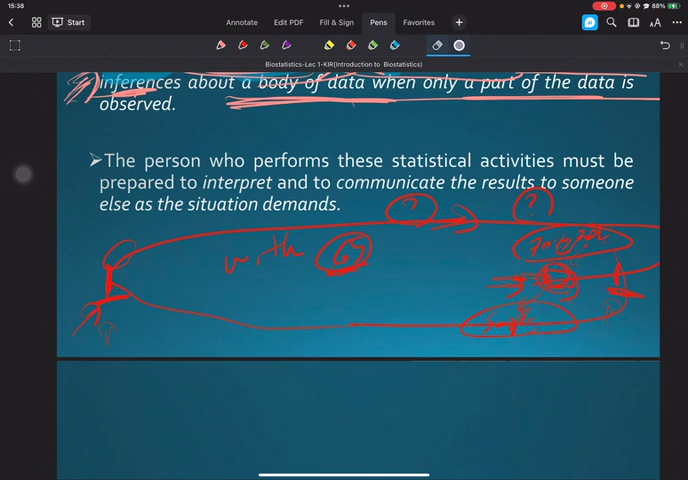 15:38
88%
Start
Annotate Edit PDF Fill & Sign Pens Favorites
Biostatistics-Lec 1-KIR(Introduction to Biostatistics)
inferences about a body of data when only a part of the data is
observed.
➤The person who performs these statistical activities must be
prepared to interpret and to communicate the results to someone
else as the situation demands.
? ?
with